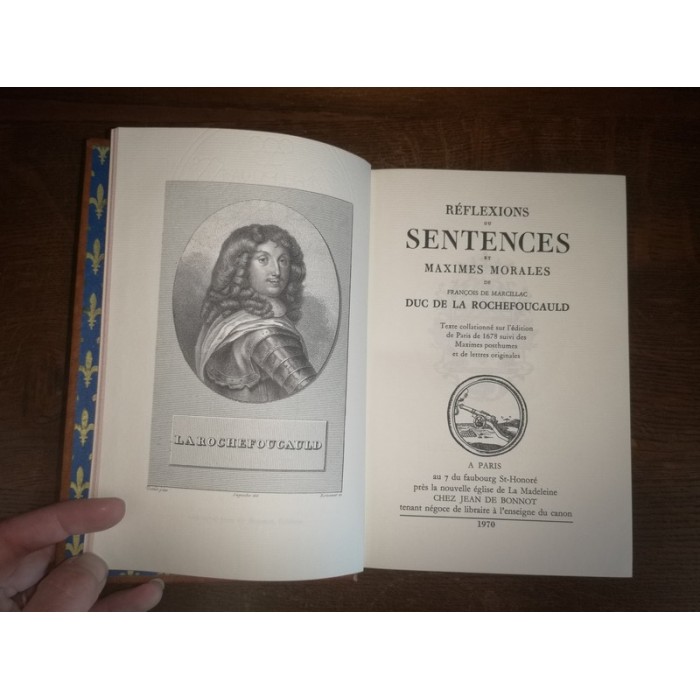 LA ROCHEFOUCAULD
RÉFLEXIONS
OU
SENTENCES
ET
MAXIMES MORALES
DE
FRANÇOIS DE MARCILLAC
DUC DE LA ROCHEFOUCAULD
Texte collationné sur l'édition
de Paris de 1678 suivi des
Maximes posthumes
et de lettres originales
A PARIS
au 7 du faubourg St-Honoré
près la nouvelle église de La Madeleine
CHEZ JEAN DE BONNOT
tenant négoce de libraire à l'enseigne du canon
1970